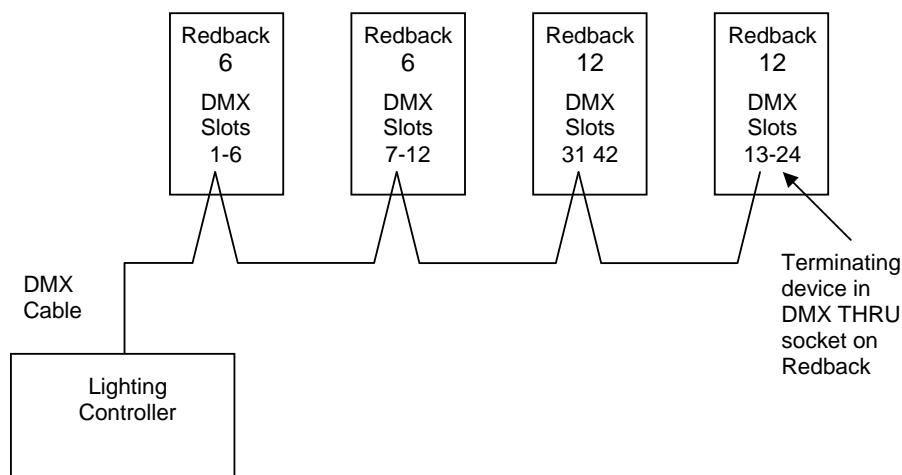 Redback
6
DMX
Slots
1-6
Redback
6
DMX
Slots
7-12
Redback
12
DMX
Slots
31 42
Redback
12
DMX
Slots
13-24
DMX
Cable
Terminating
device in
DMX THRU
socket on
Redback
Lighting
Controller